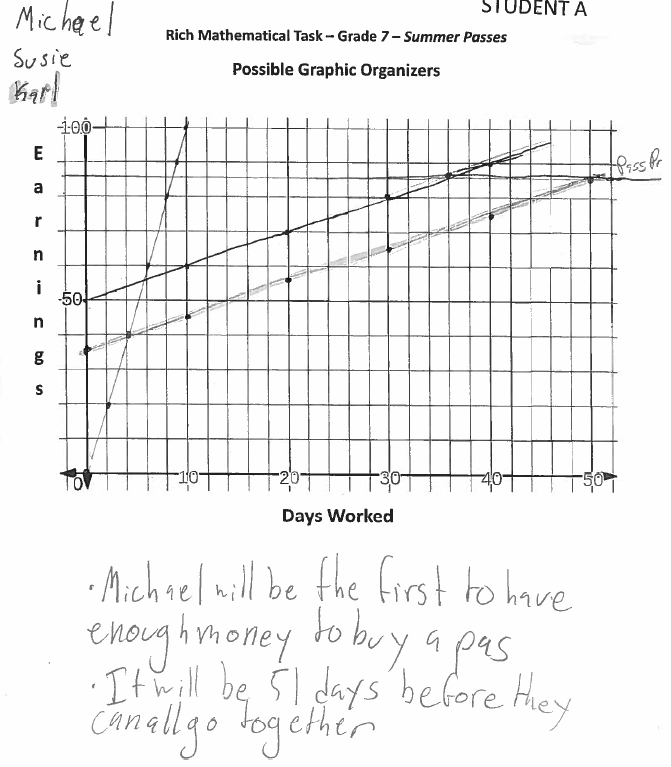 STUDENT A
Michael
Susie
Karl
Rich Mathematical Task – Grade 7 – Summer Passes
Possible Graphic Organizers
100
50
0
10
20
30
40
50
Earnings
Pass Pr
Days Worked
·Michael will be the first to have
enough money to buy a pas
·It will be 51 days before they
can all go together